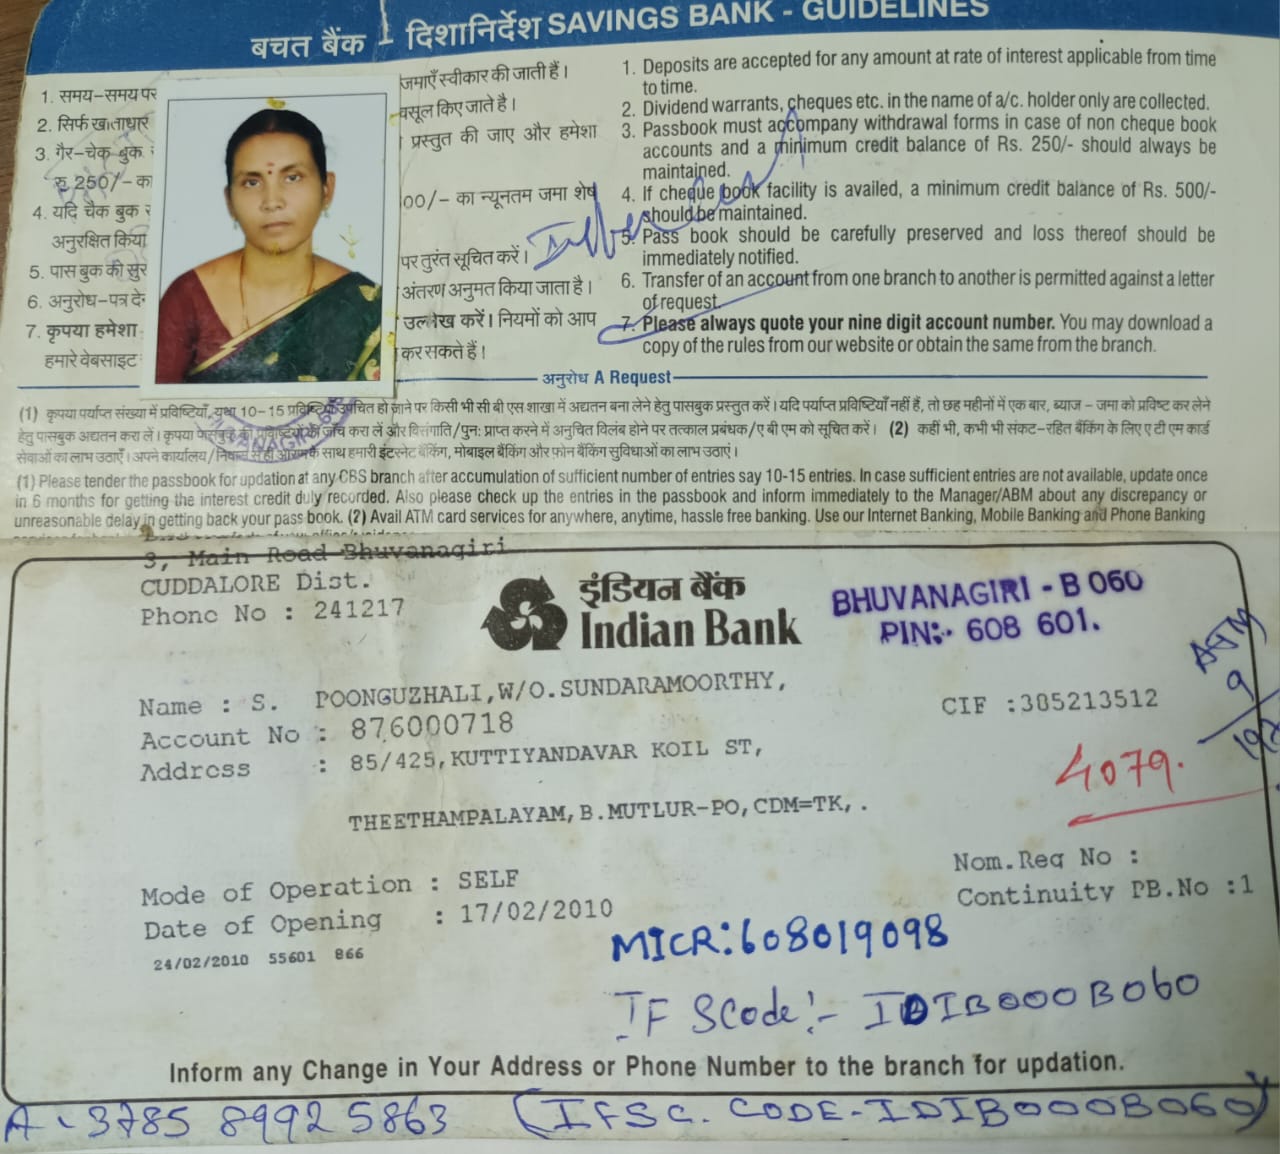 बचत बैंक - दिशानिर्देश SAVINGS BANK - GUIDELINES
1. समय-समय पर जमाएँ स्वीकार की जाती हैं।
2. सिर्फ खाताधार वसूल किए जाते है।
3. गैर-चेक बुक प्रस्तुत की जाए और हमेशा
रु 250/- का
4. यदि चेक बुक 00/- का न्यूनतम जमा शेष
अनुरक्षित किया
5. पास बुक की सुर पर तुरंत सूचित करें।
6. अनुरोध-पत्र दे अंतरण अनुमत किया जाता है।
7. कृपया हमेशा उल्लेख करें। नियमों को आप
हमारे वेबसाइट कर सकते हैं।
1. Deposits are accepted for any amount at rate of interest applicable from time
to time.
2. Dividend warrants, cheques etc. in the name of a/c. holder only are collected.
3. Passbook must accompany withdrawal forms in case of non cheque book
accounts and a minimum credit balance of Rs. 250/- should always be
maintained.
4. If cheque book facility is availed, a minimum credit balance of Rs. 500/-
should be maintained.
5. Pass book should be carefully preserved and loss thereof should be
immediately notified.
6. Transfer of an account from one branch to another is permitted against a letter
of request.
7. Please always quote your nine digit account number. You may download a
copy of the rules from our website or obtain the same from the branch.
अनुरोध A Request
(1) कृपया पर्याप्त संख्या में प्रविष्टियाँ, यथा 10-15 प्रविष्टियाँ उपचित हो जाने पर किसी भी सी बी एस शाखा में अद्यतन बना लेने हेतु पासबुक प्रस्तुत करें। यदि पर्याप्त प्रविष्टियाँ नहीं हैं, तो छह महीनों में एक बार, ब्याज - जमा को प्रविष्ट कर लेने
हेतु पासबुक अद्यतन करा लें। कृपया पासबुक की प्रविष्टियों की जाँच करा लें और विसंगति/पुनः प्राप्त करने में अनुचित विलंब होने पर तत्काल प्रबंधक/ए बी एम को सूचित करें। (2) कहीं भी, कभी भी संकट-रहित बैंकिंग के लिए ए टी एम कार्ड
सेवाओं का लाभ उठाएँ। अपने कार्यालय/निवास से ही आराम के साथ हमारी इंटरनेट बैंकिंग, मोबाइल बैंकिंग और फोन बैंकिंग सुविधाओं का लाभ उठाएं।
(1) Please tender the passbook for updation at any CBS branch after accumulation of sufficient number of entries say 10-15 entries. In case sufficient entries are not available, update once
in 6 months for getting the interest credit duly recorded. Also please check up the entries in the passbook and inform immediately to the Manager/ABM about any discrepancy or
unreasonable delay in getting back your pass book. (2) Avail ATM card services for anywhere, anytime, hassle free banking. Use our Internet Banking, Mobile Banking and Phone Banking
3, Main Road Bhuvanagiri
CUDDALORE Dist.
Phone No : 241217
इंडियन बैंक
Indian Bank
BHUVANAGIRI - B 060
PIN:- 608 601.
ATM
9
Name : S. POONGUZHALI,W/O.SUNDARAMOORTHY,
CIF :305213512
Account No : 876000718
Address : 85/425,KUTTIYANDAVAR KOIL ST,
4079.
THEETHAMPALAYAM,B.MUTLUR-PO,CDM=TK,.
Mode of Operation : SELF
Nom.Req No :
Date of Opening : 17/02/2010
Continuity PB.No :1
24/02/2010 55601 866
MICR:608019098
IFSCode:- IDIB000B060
Inform any Change in Your Address or Phone Number to the branch for updation.
A- 3785 8992 5863 (IFSC. CODE-IDIB000B060)